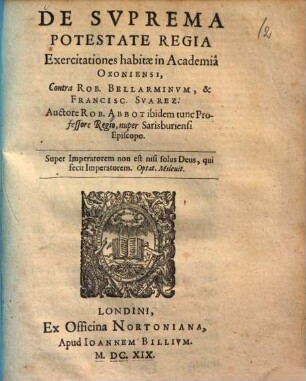 DE SVPREMA
POTESTATE REGIA
Exercitationes habitæ in Academiâ
OXONIENSI,
Contra ROB. BELLARMINVM, &
FRANCISC. SVAREZ.
Auctore ROB. ABBOT ibidem tunc Pro-
fessore Regio, nuper Sarisburiensi
Episcopo.
Super Imperatorem non est nisi solus Deus, qui
fecit Imperatorem. Optat. Mileuit.
LONDINI,
Ex Officina NORTONIANA,
Apud IOANNEM BILLIVM.
M. DC. XIX.